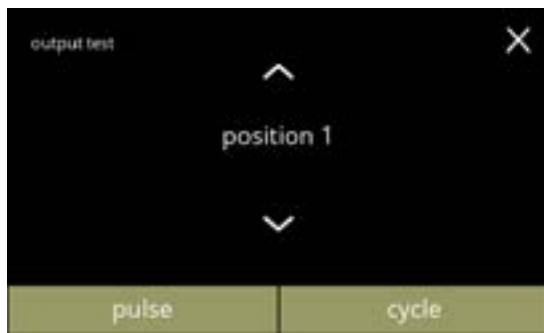 output test
position 1
pulse
cycle